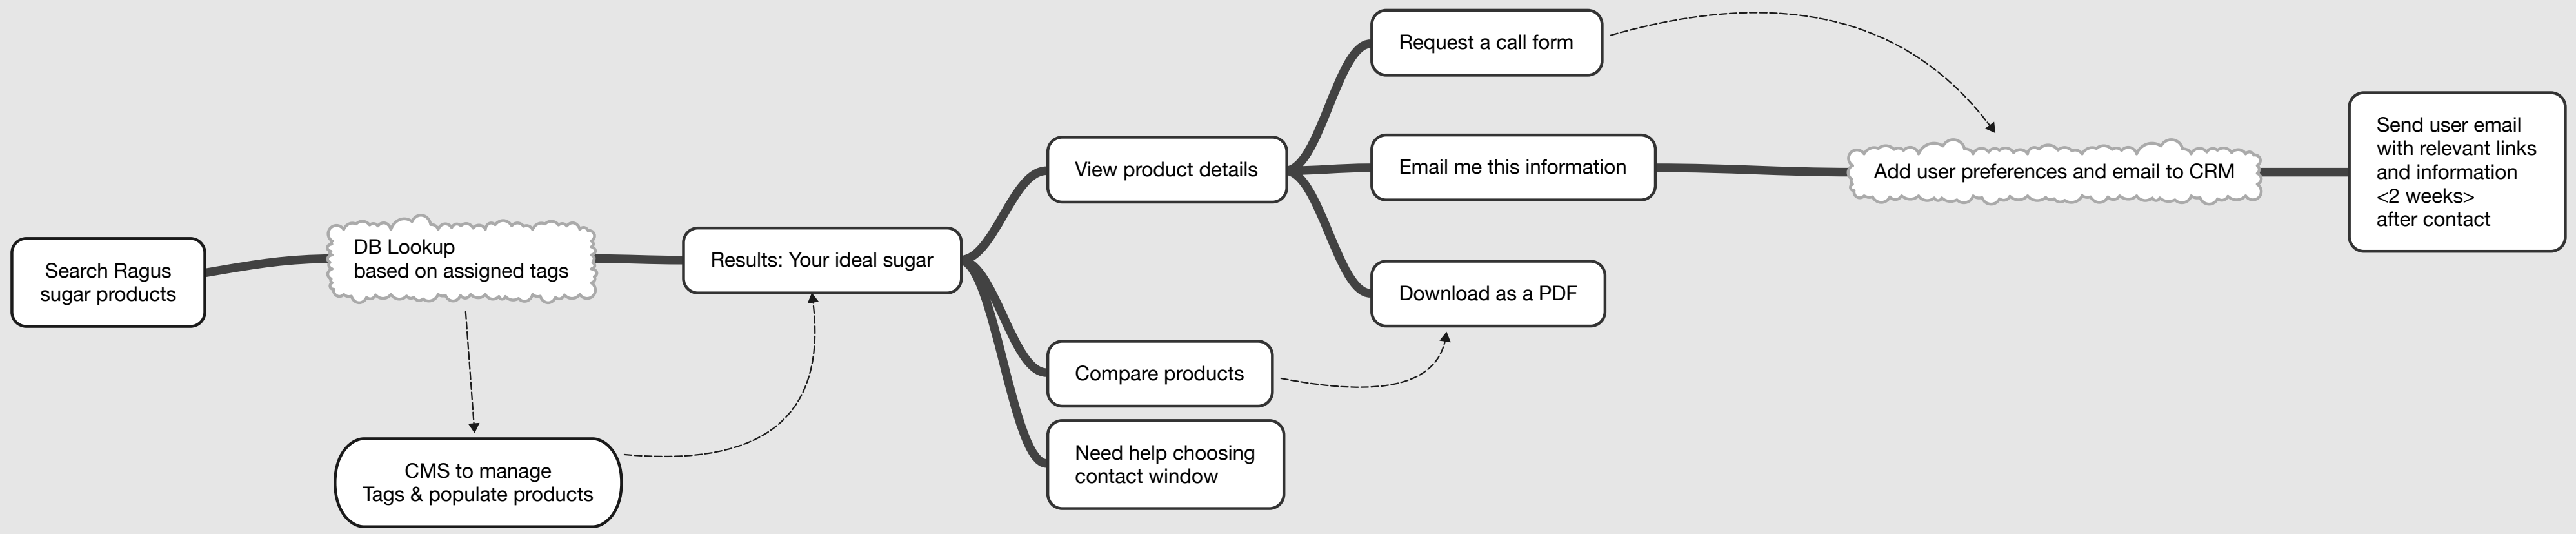 Search Ragus
sugar products
DB Lookup
based on assigned tags
CMS to manage
Tags & populate products
Results: Your ideal sugar
View product details
Compare products
Need help choosing
contact window
Request a call form
Email me this information
Download as a PDF
Add user preferences and email to CRM
Send user email
with relevant links
and information
<2 weeks>
after contact